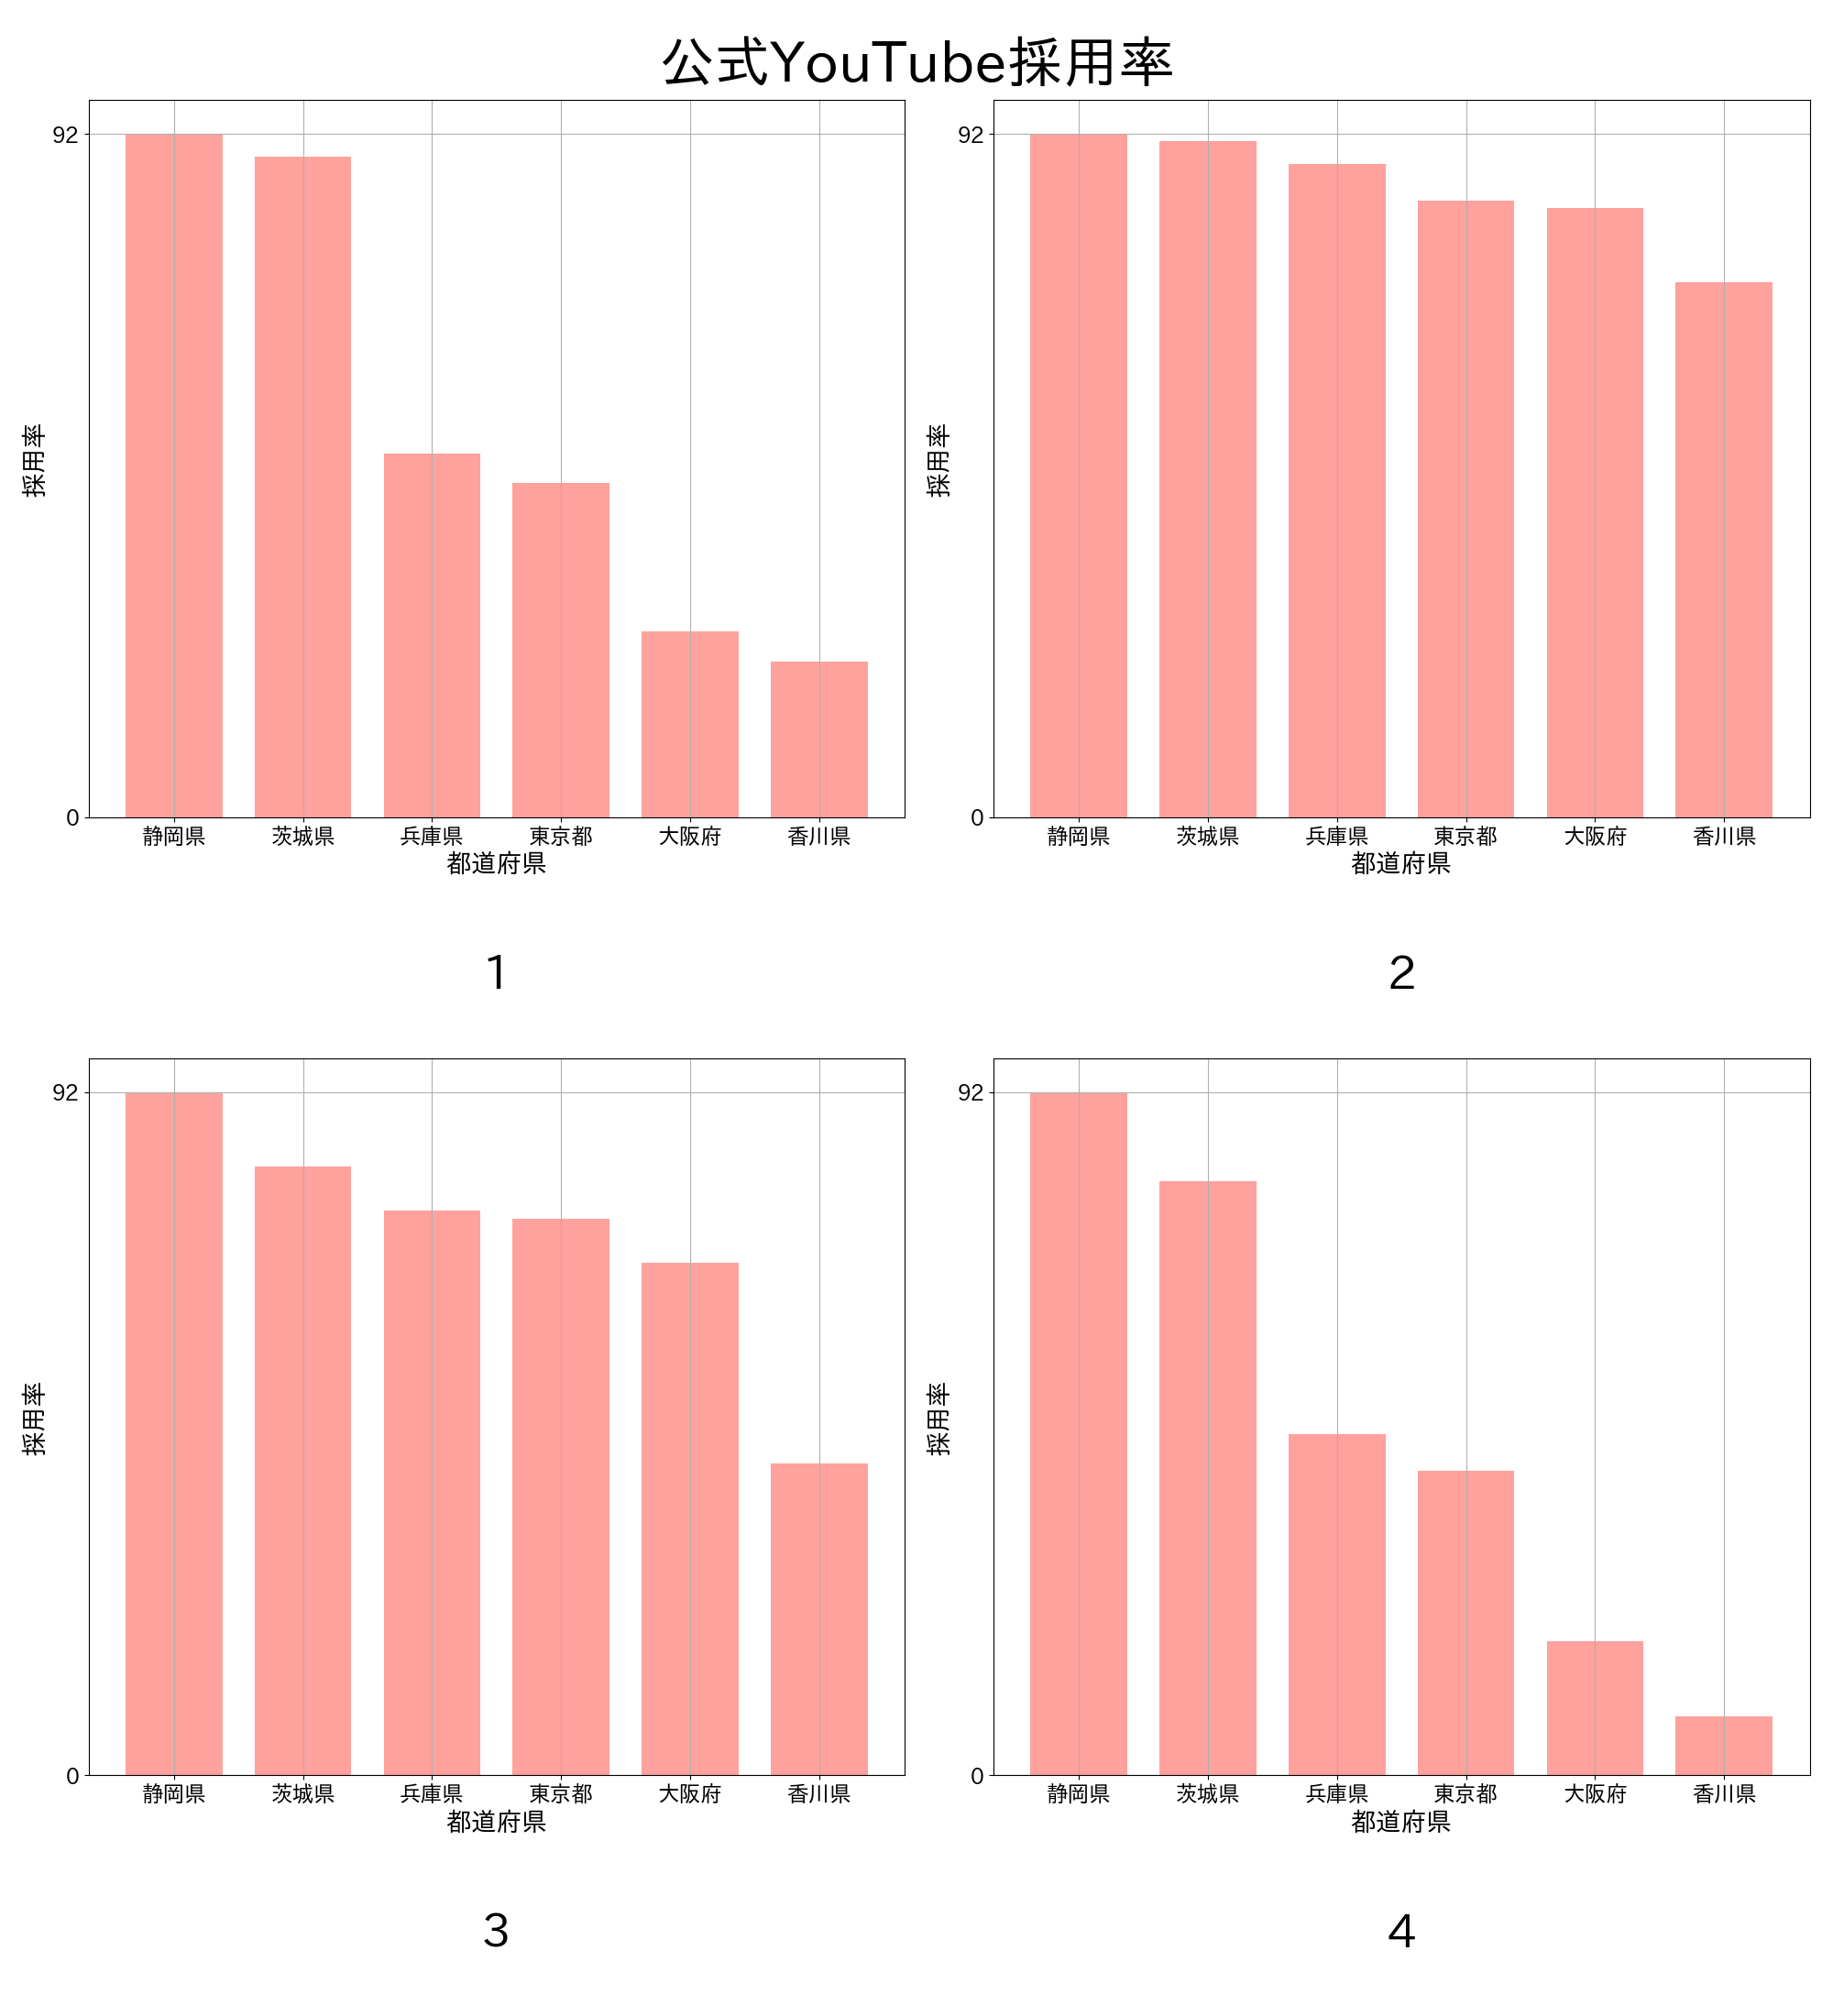 公式YouTube採用率
92
0
採用率
静岡県 茨城県 兵庫県 東京都 大阪府 香川県
都道府県
1
92
0
採用率
静岡県 茨城県 兵庫県 東京都 大阪府 香川県
都道府県
2
92
0
採用率
静岡県 茨城県 兵庫県 東京都 大阪府 香川県
都道府県
3
92
0
採用率
静岡県 茨城県 兵庫県 東京都 大阪府 香川県
都道府県
4